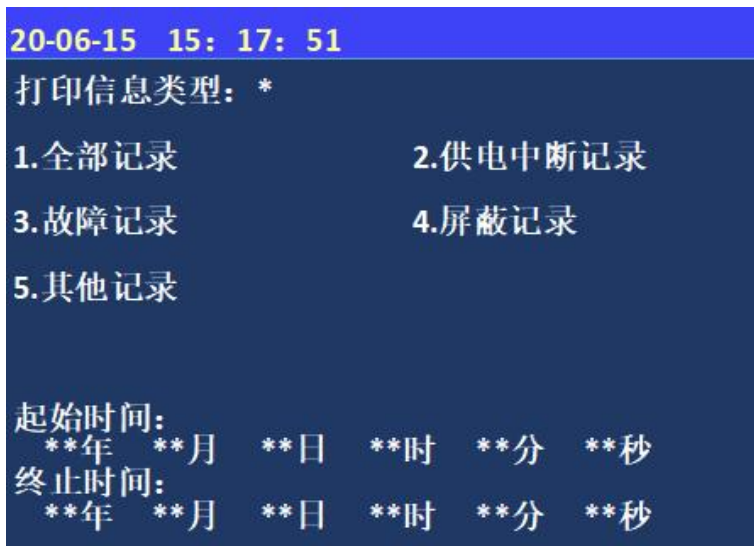 20-06-15 15：17：51
打印信息类型：*
1.全部记录 2.供电中断记录
3.故障记录 4.屏蔽记录
5.其他记录
起始时间：
**年 **月 **日 **时 **分 **秒
终止时间：
**年 **月 **日 **时 **分 **秒